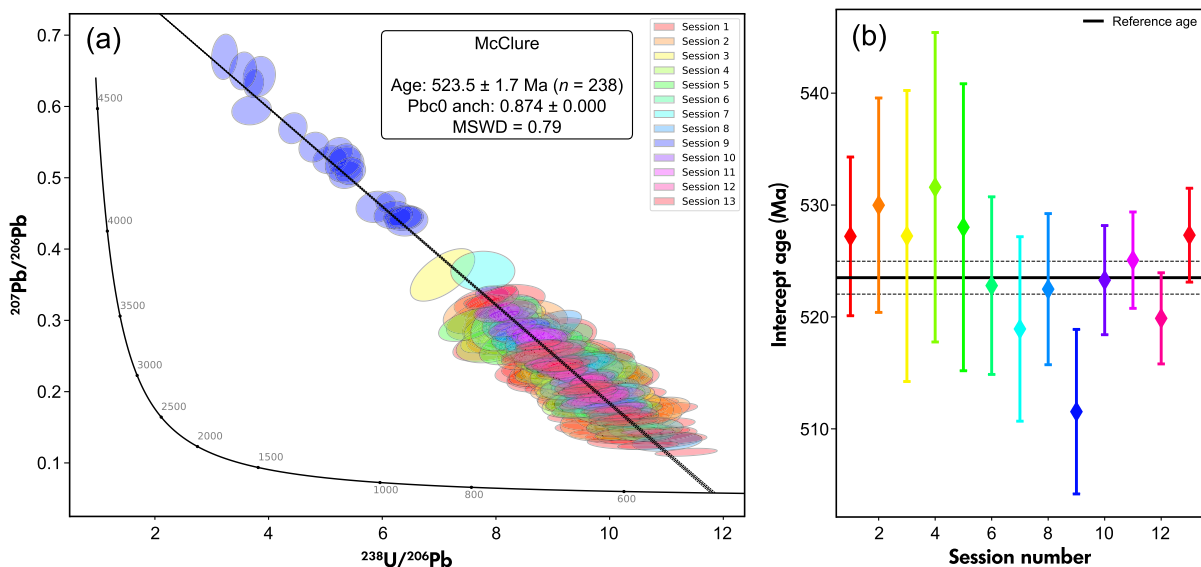 (a)
McClure
Age: 523.5 ± 1.7 Ma (n = 238)
Pbc0 anch: 0.874 ± 0.000
MSWD = 0.79
Session 1
Session 2
Session 3
Session 4
Session 5
Session 6
Session 7
Session 8
Session 9
Session 10
Session 11
Session 12
Session 13
0.7
0.6
0.5
0.4
0.3
0.2
0.1
²⁰⁷Pb/²⁰⁶Pb
4500
4000
3500
3000
2500
2000
1500
1000
800
600
2 4 6 8 10 12
²³⁸U/²⁰⁶Pb
(b)
Reference age
540
530
520
510
Intercept age (Ma)
2 4 6 8 10 12
Session number